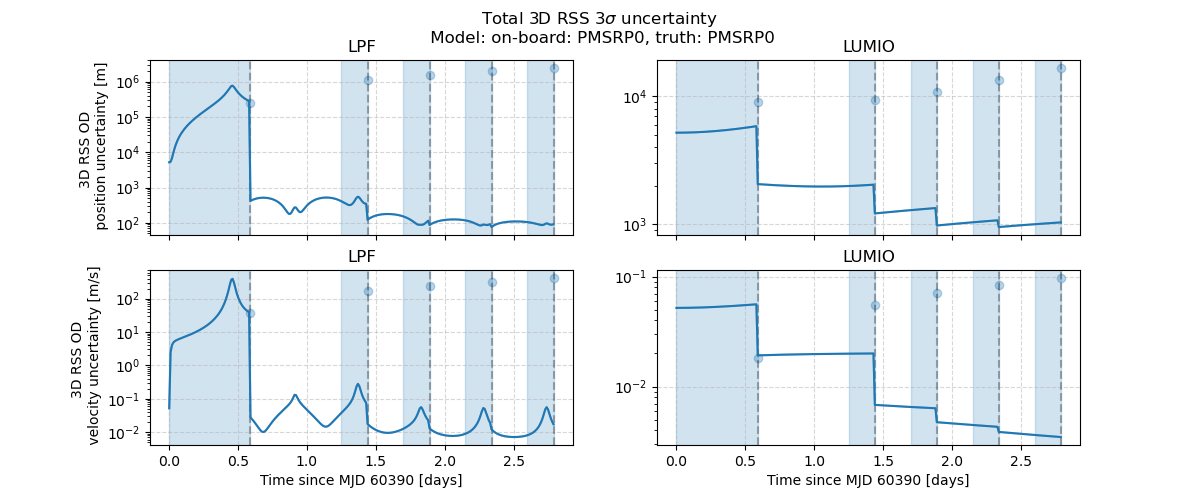 Total 3D RSS 3σ uncertainty
Model: on-board: PMSRP0, truth: PMSRP0
LPF
LUMIO
3D RSS OD
position uncertainty [m]
10⁶
10⁵
10⁴
10³
10²
10⁴
10³
LPF
LUMIO
3D RSS OD
velocity uncertainty [m/s]
10²
10¹
10⁰
10⁻¹
10⁻²
10⁻¹
10⁻²
0.0 0.5 1.0 1.5 2.0 2.5
0.0 0.5 1.0 1.5 2.0 2.5
Time since MJD 60390 [days]
Time since MJD 60390 [days]